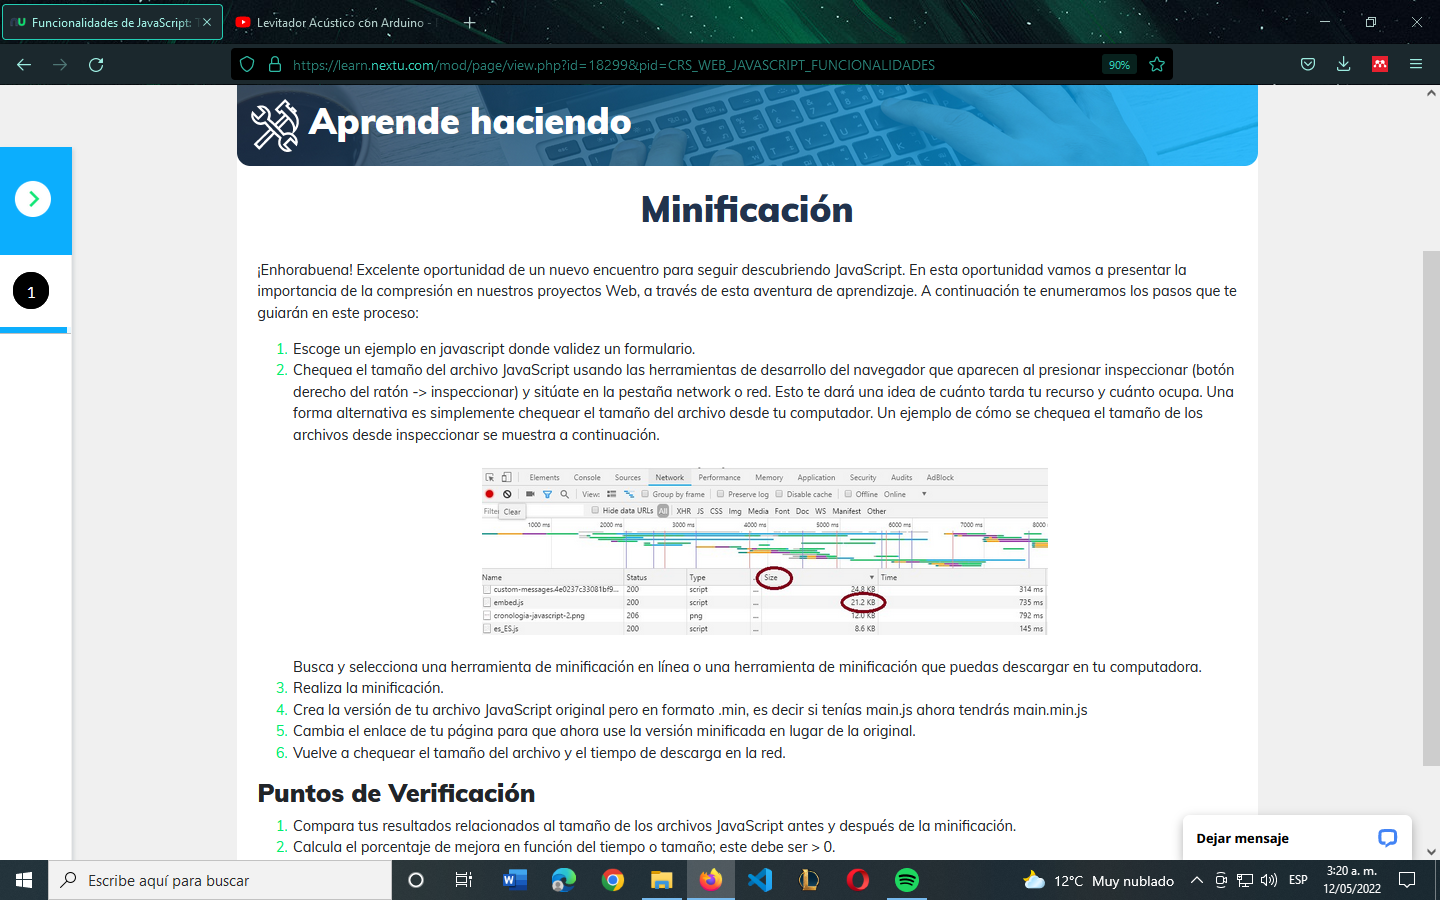 Funcionalidades de JavaScript:
Levitador Acústico con Arduino -
https://learn.nextu.com/mod/page/view.php?id=18299&pid=CRS_WEB_JAVASCRIPT_FUNCIONALIDADES
90%
Aprende haciendo
1
Minificación
¡Enhorabuena! Excelente oportunidad de un nuevo encuentro para seguir descubriendo JavaScript. En esta oportunidad vamos a presentar la
importancia de la compresión en nuestros proyectos Web, a través de esta aventura de aprendizaje. A continuación te enumeramos los pasos que te
guiarán en este proceso:
1. Escoge un ejemplo en javascript donde validez un formulario.
2. Chequea el tamaño del archivo JavaScript usando las herramientas de desarrollo del navegador que aparecen al presionar inspeccionar (botón
derecho del ratón -> inspeccionar) y sitúate en la pestaña network o red. Esto te dará una idea de cuánto tarda tu recurso y cuánto ocupa. Una
forma alternativa es simplemente chequear el tamaño del archivo desde tu computador. Un ejemplo de cómo se chequea el tamaño de los
archivos desde inspeccionar se muestra a continuación.
Elements Console Sources Network Performance Memory Application Security Audits AdBlock
View: Group by frame Preserve log Disable cache Offline Online
Filter Clear Hide data URLs All XHR JS CSS Img Media Font Doc WS Manifest Other
1000 ms 2000 ms 3000 ms 4000 ms 5000 ms 6000 ms 7000 ms 8000
Name Status Type ... Size Time
custom-messages.4e0237c33081bf9... 200 script ... 24.8 KB 314 ms
embed.js 200 script ... 21.2 KB 735 ms
cronologia-javascript-2.png 206 png ... 12.0 KB 792 ms
es_ES.js 200 script ... 8.6 KB 145 ms
Busca y selecciona una herramienta de minificación en línea o una herramienta de minificación que puedas descargar en tu computadora.
3. Realiza la minificación.
4. Crea la versión de tu archivo JavaScript original pero en formato .min, es decir si tenías main.js ahora tendrás main.min.js
5. Cambia el enlace de tu página para que ahora use la versión minificada en lugar de la original.
6. Vuelve a chequear el tamaño del archivo y el tiempo de descarga en la red.
Puntos de Verificación
1. Compara tus resultados relacionados al tamaño de los archivos JavaScript antes y después de la minificación.
2. Calcula el porcentaje de mejora en función del tiempo o tamaño; este debe ser > 0.
Dejar mensaje
Escribe aquí para buscar
12°C Muy nublado
ESP
3:20 a. m.
12/05/2022